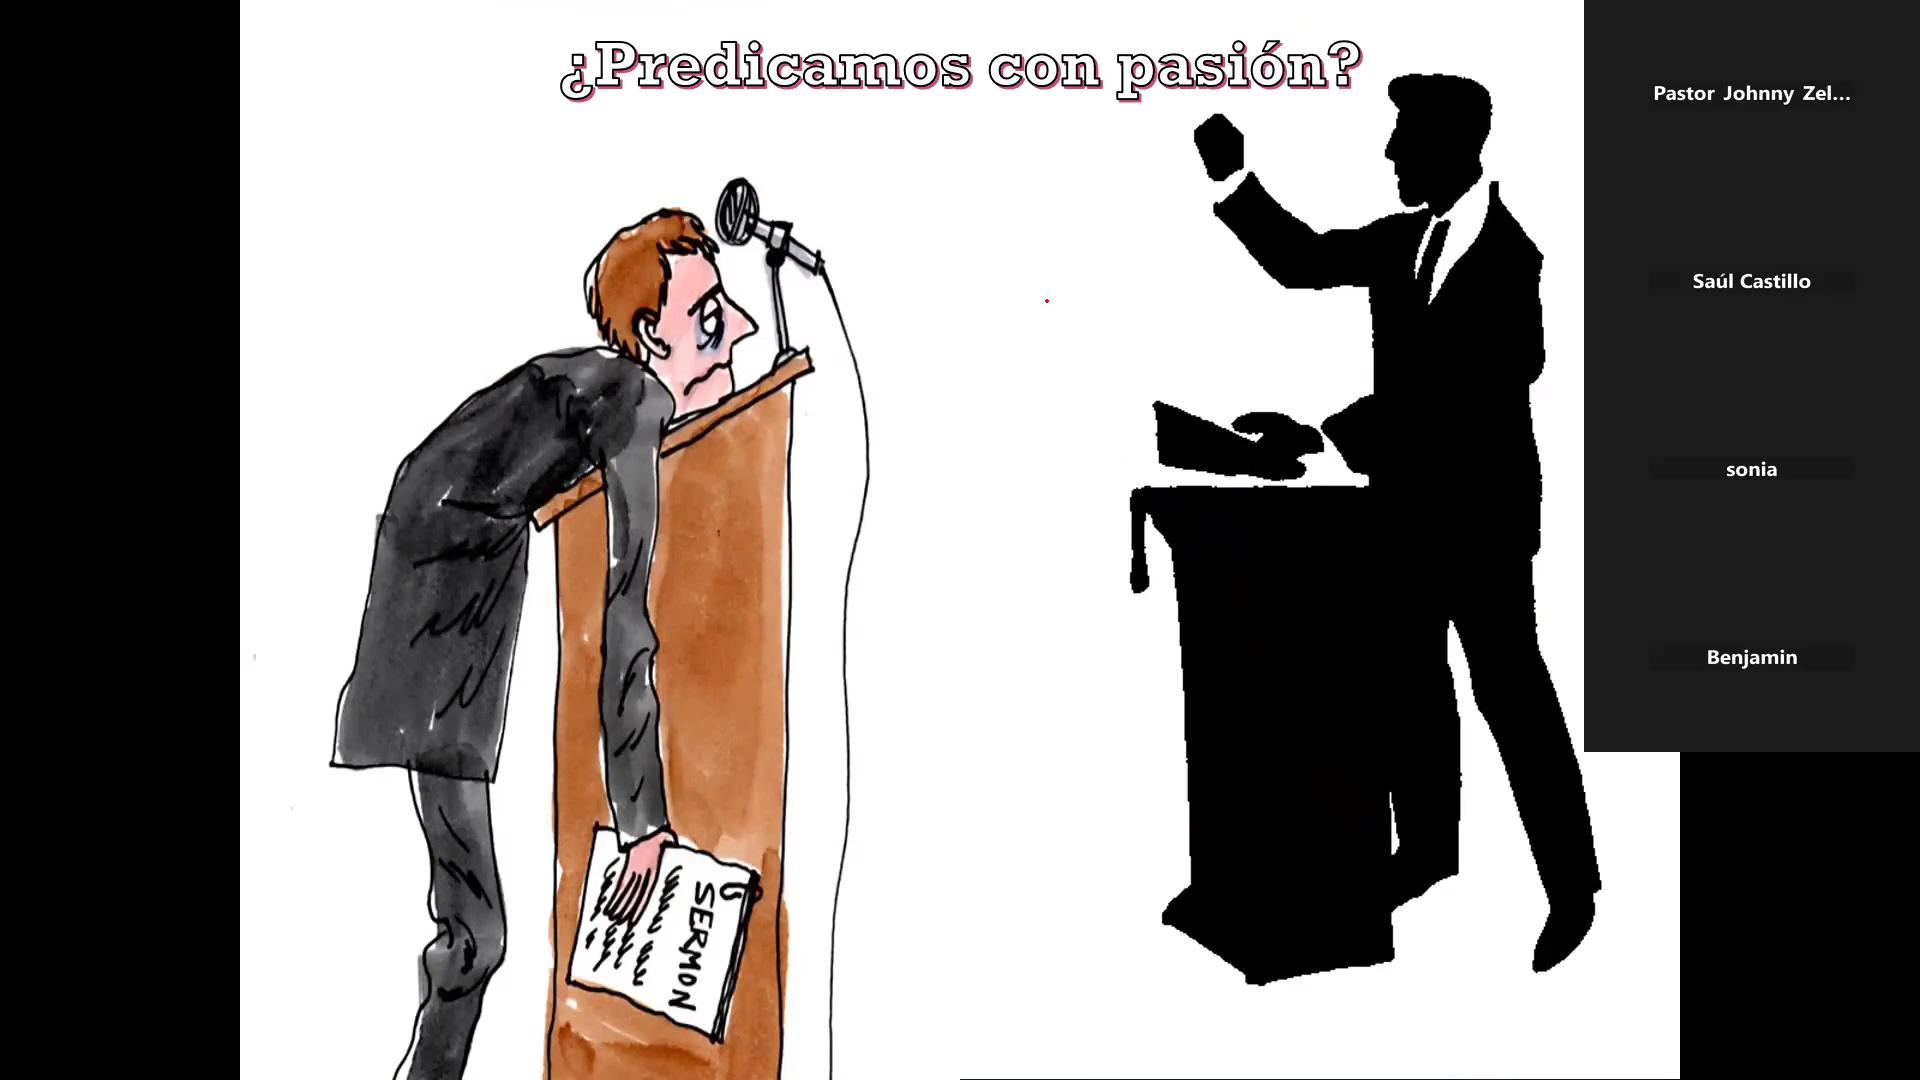 ¿Predicamos con pasión?
Pastor Johnny Zel...
Saúl Castillo
sonia
Benjamin
SERMON